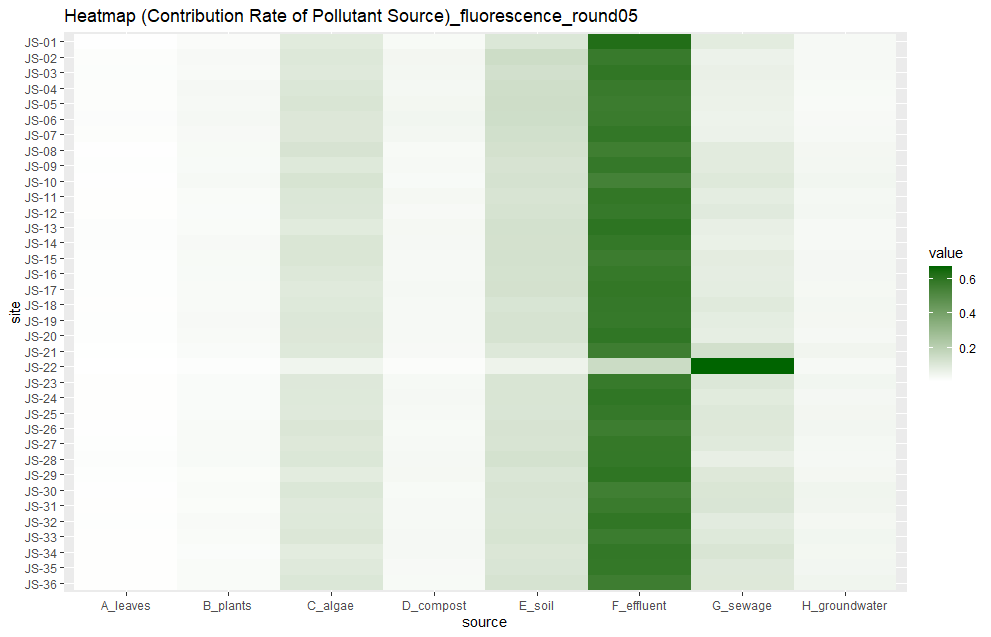 Heatmap (Contribution Rate of Pollutant Source)_fluorescence_round05
JS-01
JS-02
JS-03
JS-04
JS-05
JS-06
JS-07
JS-08
JS-09
JS-10
JS-11
JS-12
JS-13
JS-14
JS-15
JS-16
JS-17
JS-18
JS-19
JS-20
JS-21
JS-22
JS-23
JS-24
JS-25
JS-26
JS-27
JS-28
JS-29
JS-30
JS-31
JS-32
JS-33
JS-34
JS-35
JS-36
site
A_leaves B_plants C_algae D_compost E_soil F_effluent G_sewage H_groundwater
source
value
0.6
0.4
0.2